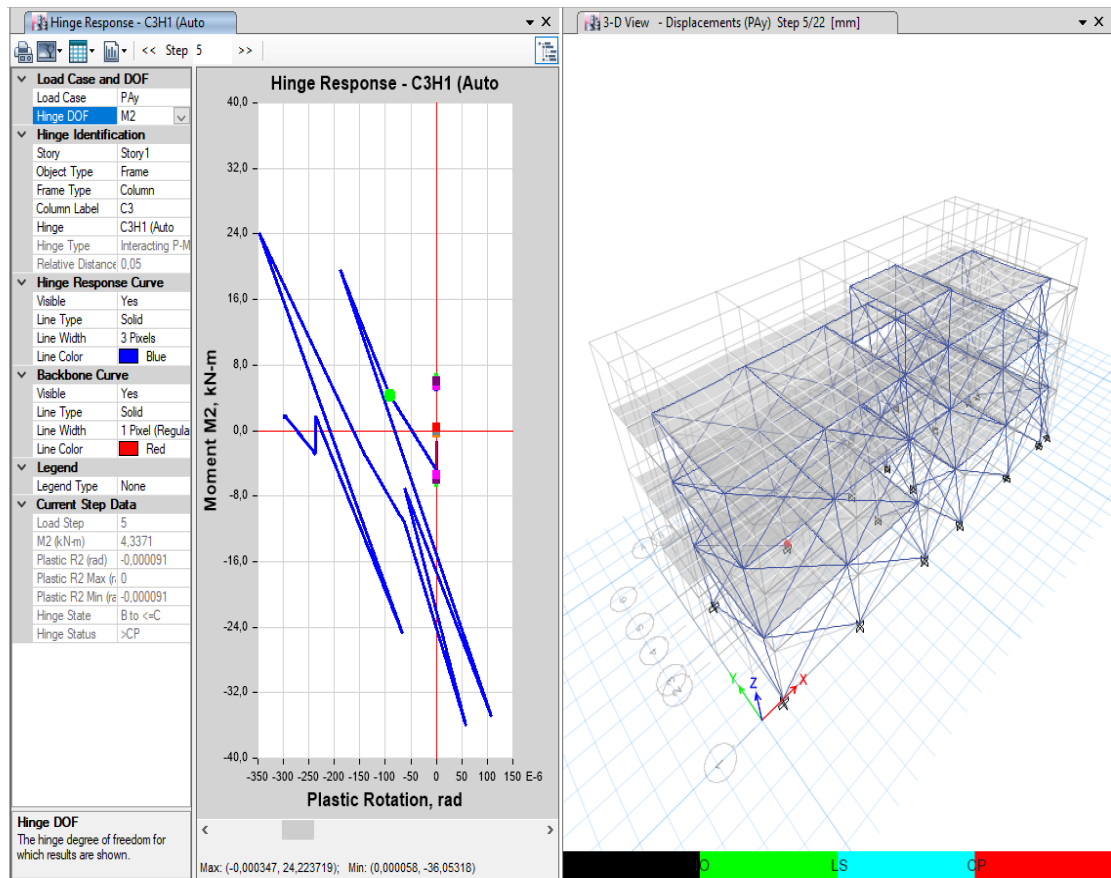 Hinge Response - C3H1 (Auto
<< Step 5 >>
Load Case and DOF
Load Case PAy
Hinge DOF M2
Hinge Identification
Story Story1
Object Type Frame
Frame Type Column
Column Label C3
Hinge C3H1 (Auto
Hinge Type Interacting P-M
Relative Distance 0,05
Hinge Response Curve
Visible Yes
Line Type Solid
Line Width 3 Pixels
Line Color Blue
Backbone Curve
Visible Yes
Line Type Solid
Line Width 1 Pixel (Regula
Line Color Red
Legend
Legend Type None
Current Step Data
Load Step 5
M2 (kN-m) 4,3371
Plastic R2 (rad) -0,000091
Plastic R2 Max (r 0
Plastic R2 Min (ra -0,000091
Hinge State B to <=C
Hinge Status >CP
Hinge DOF
The hinge degree of freedom for
which results are shown.
Hinge Response - C3H1 (Auto
40,0
32,0
24,0
16,0
8,0
0,0
-8,0
-16,0
-24,0
-32,0
-40,0
Moment M2, kN-m
-350 -300 -250 -200 -150 -100 -50 0 50 100 150 E-6
Plastic Rotation, rad
Max: (-0,000347, 24,223719); Min: (0,000058, -36,05318)
3-D View - Displacements (PAy) Step 5/22 [mm]
Y Z X
IO LS CP